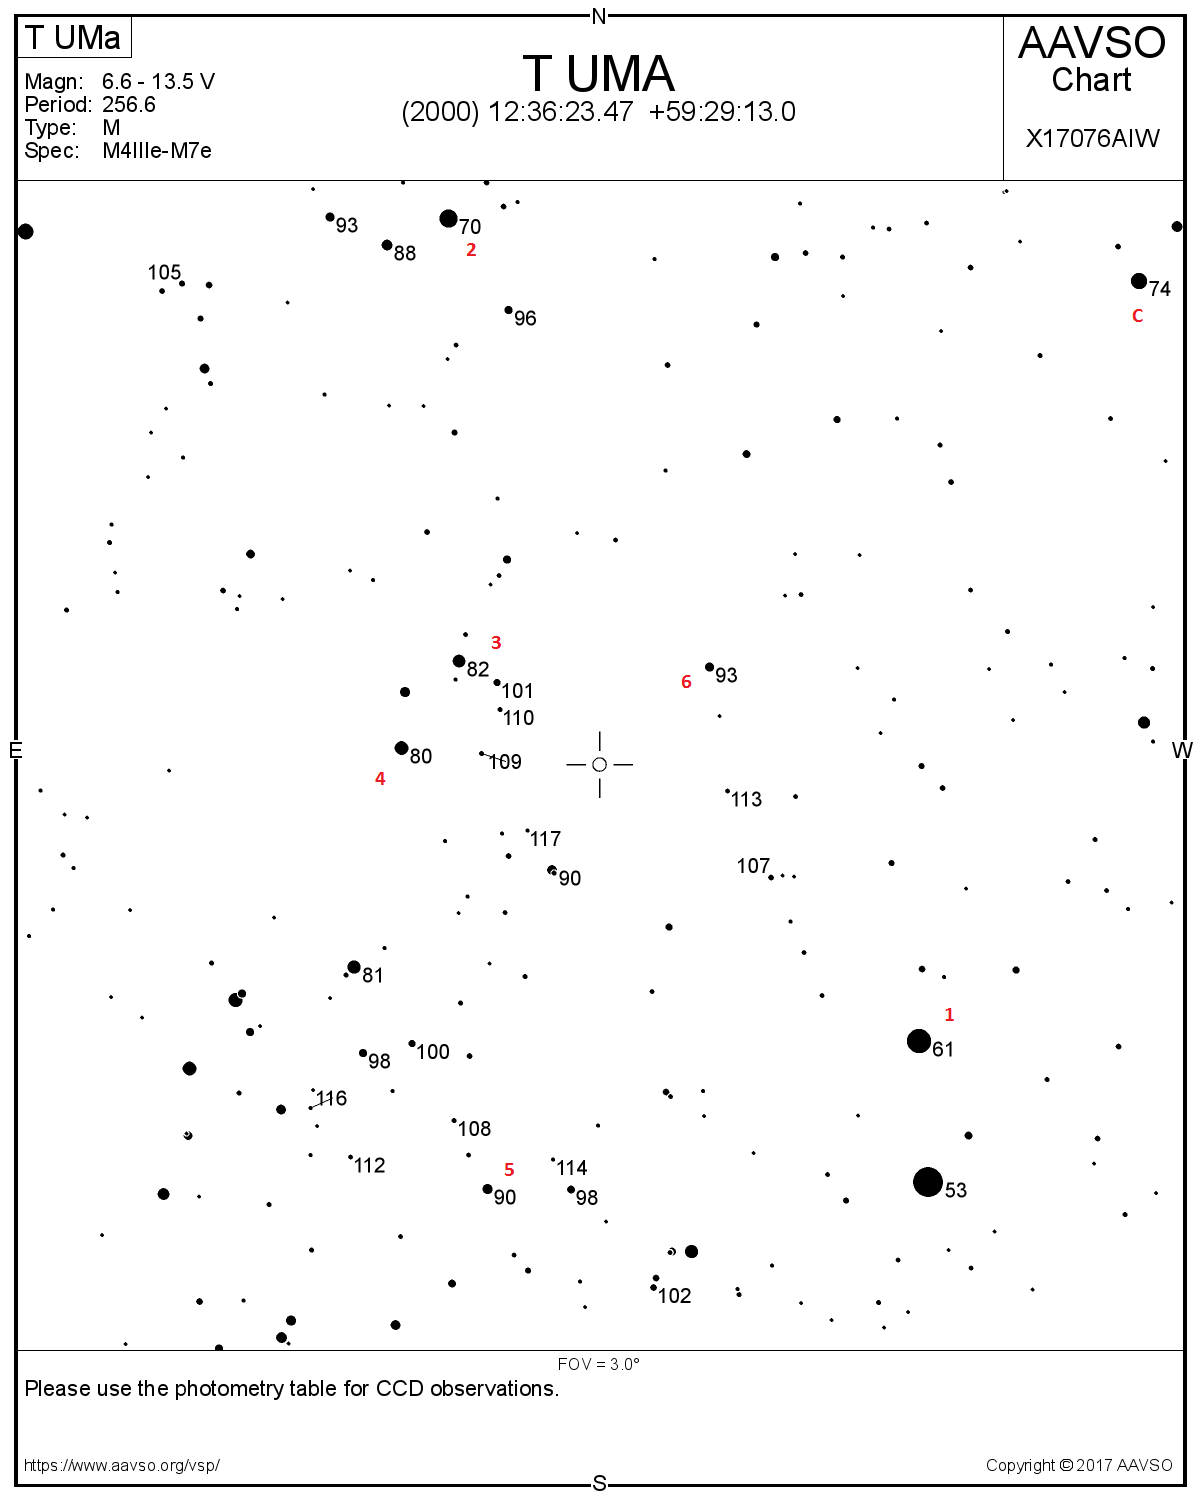 N
T UMa
Magn: 6.6 - 13.5 V
Period: 256.6
Type: M
Spec: M4IIIe-M7e
T UMA
(2000) 12:36:23.47 +59:29:13.0
AAVSO
Chart
X17076AIW
93
70
2
88
105
74
C
96
3
82
101
110
6
93
E
W
80
109
4
113
117
107
90
81
1
61
100
98
116
108
112
5
114
90
98
53
102
FOV = 3.0°
Please use the photometry table for CCD observations.
https://www.aavso.org/vsp/
Copyright © 2017 AAVSO
S